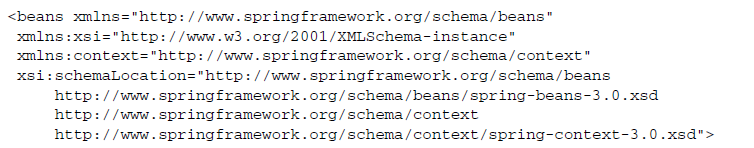 <beans xmlns="http://www.springframework.org/schema/beans"
xmlns:xsi="http://www.w3.org/2001/XMLSchema-instance"
xmlns:context="http://www.springframework.org/schema/context"
xsi:schemaLocation="http://www.springframework.org/schema/beans
http://www.springframework.org/schema/beans/spring-beans-3.0.xsd
http://www.springframework.org/schema/context
http://www.springframework.org/schema/context/spring-context-3.0.xsd">